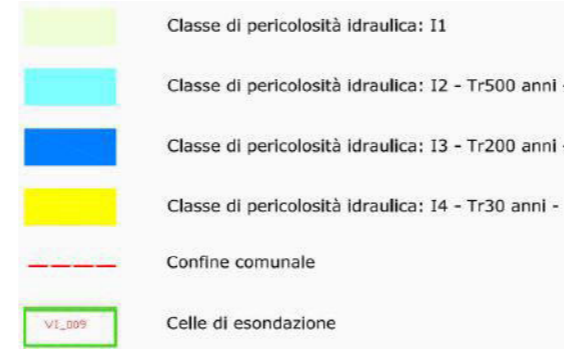 Classe di pericolosità idraulica: I1
Classe di pericolosità idraulica: I2 - Tr500 anni -
Classe di pericolosità idraulica: I3 - Tr200 anni -
Classe di pericolosità idraulica: I4 - Tr30 anni -
Confine comunale
VI_009 Celle di esondazione